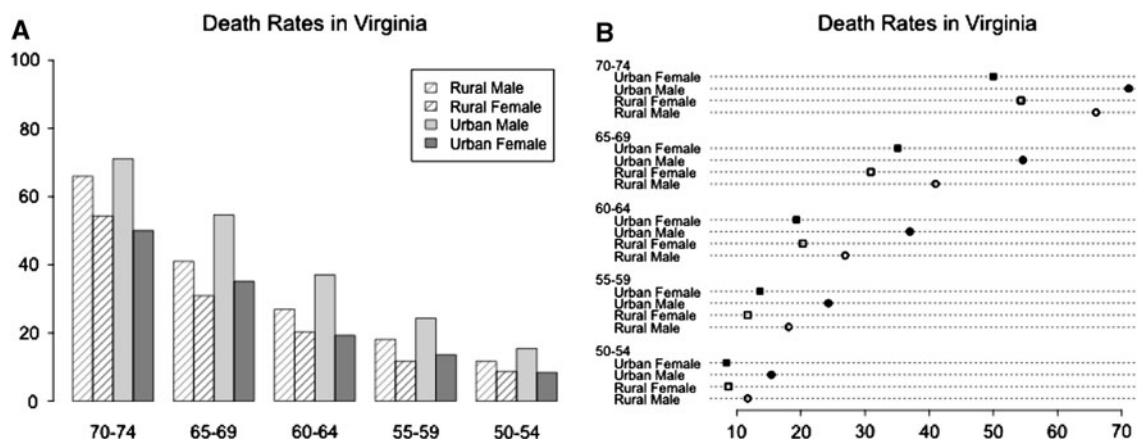 A
Death Rates in Virginia
100
80
60
40
20
0
Rural Male
Rural Female
Urban Male
Urban Female
70-74
65-69
60-64
55-59
50-54
B
Death Rates in Virginia
70-74
Urban Female
Urban Male
Rural Female
Rural Male
65-69
Urban Female
Urban Male
Rural Female
Rural Male
60-64
Urban Female
Urban Male
Rural Female
Rural Male
55-59
Urban Female
Urban Male
Rural Female
Rural Male
50-54
Urban Female
Urban Male
Rural Female
Rural Male
10 20 30 40 50 60 70